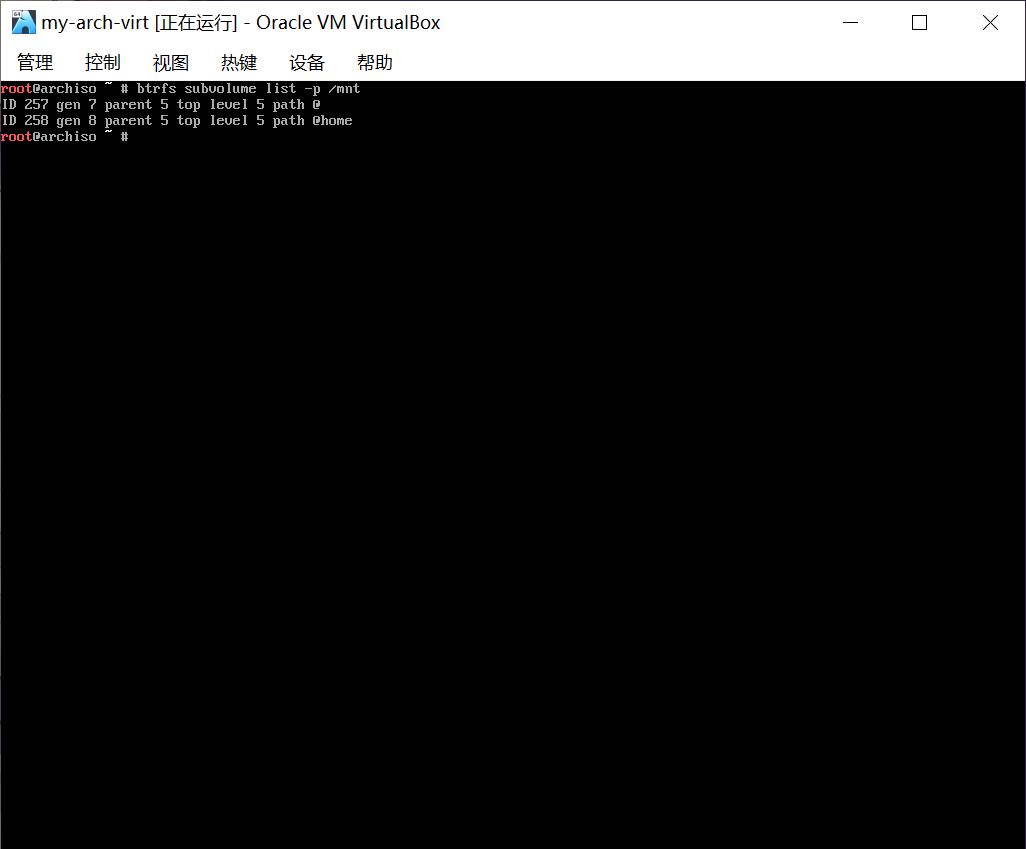 my-arch-virt [正在运行] - Oracle VM VirtualBox
管理 控制 视图 热键 设备 帮助
root@archiso ~ # btrfs subvolume list -p /mnt
ID 257 gen 7 parent 5 top level 5 path @
ID 258 gen 8 parent 5 top level 5 path @home
root@archiso ~ #